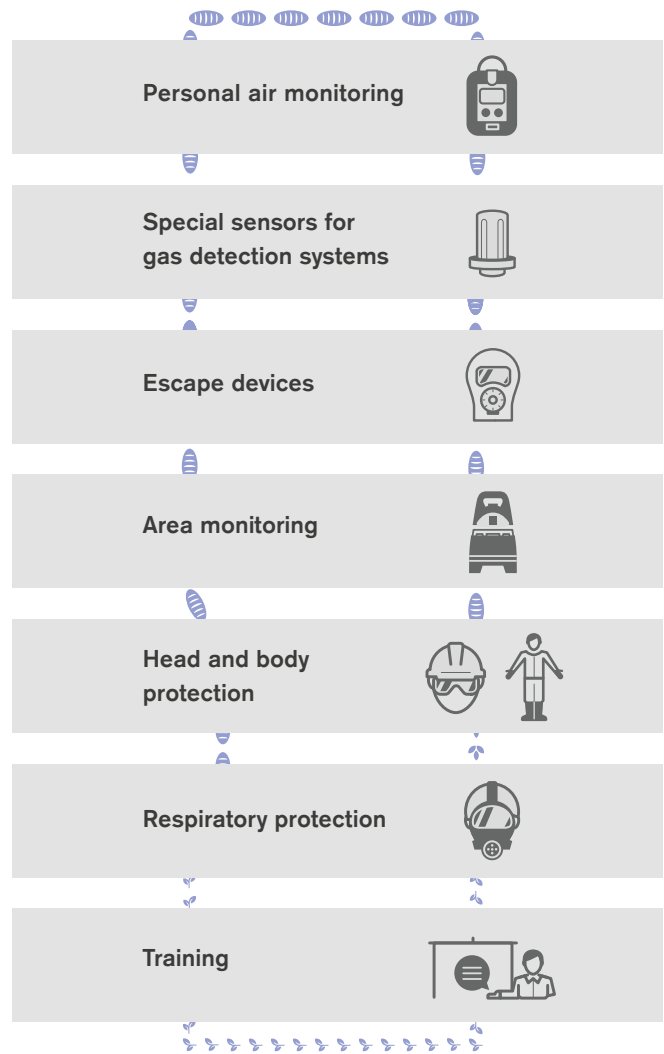 Personal air monitoring
Special sensors for
gas detection systems
Escape devices
Area monitoring
Head and body
protection
Respiratory protection
Training